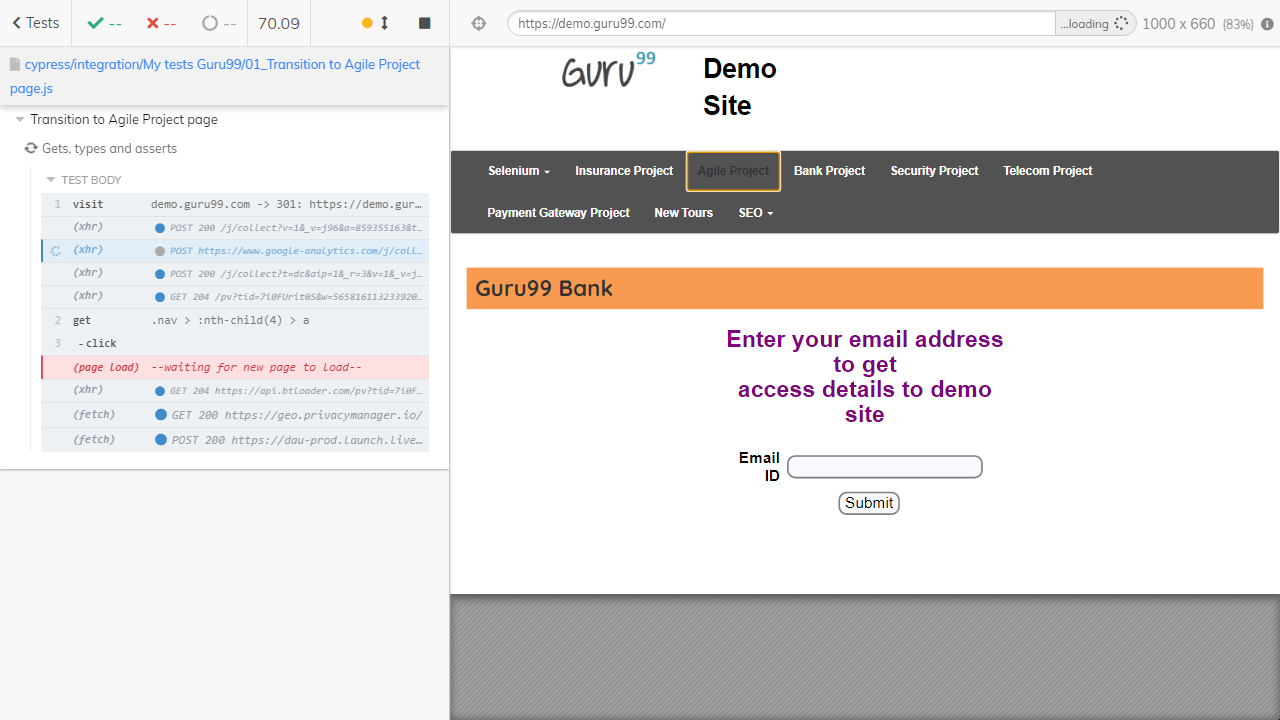 Tests -- -- -- 70.09
cypress/integration/My tests Guru99/01_Transition to Agile Project
page.js
Transition to Agile Project page
Gets, types and asserts
TEST BODY
1 visit demo.guru99.com -> 301: https://demo.gur…
(xhr) POST 200 /j/collect?v=1&_v=j96&a=859355163&t…
(xhr) POST https://www.google-analytics.com/j/coll…
(xhr) POST 200 /j/collect?t=dc&aip=1&_r=3&v=1&_v=j…
(xhr) GET 204 /pv?tid=7i0FUrit0S&w=565816113233920…
2 get .nav > :nth-child(4) > a
3 -click
(page load) --waiting for new page to load--
(xhr) GET 204 https://api.btloader.com/pv?tid=7i0F…
(fetch) GET 200 https://geo.privacymanager.io/
(fetch) POST 200 https://dau-prod.launch.live…
https://demo.guru99.com/ ...loading 1000 x 660 (83%)
Guru99
Demo
Site
Selenium Insurance Project Agile Project Bank Project Security Project Telecom Project
Payment Gateway Project New Tours SEO
Guru99 Bank
Enter your email address
to get
access details to demo
site
Email
ID
Submit